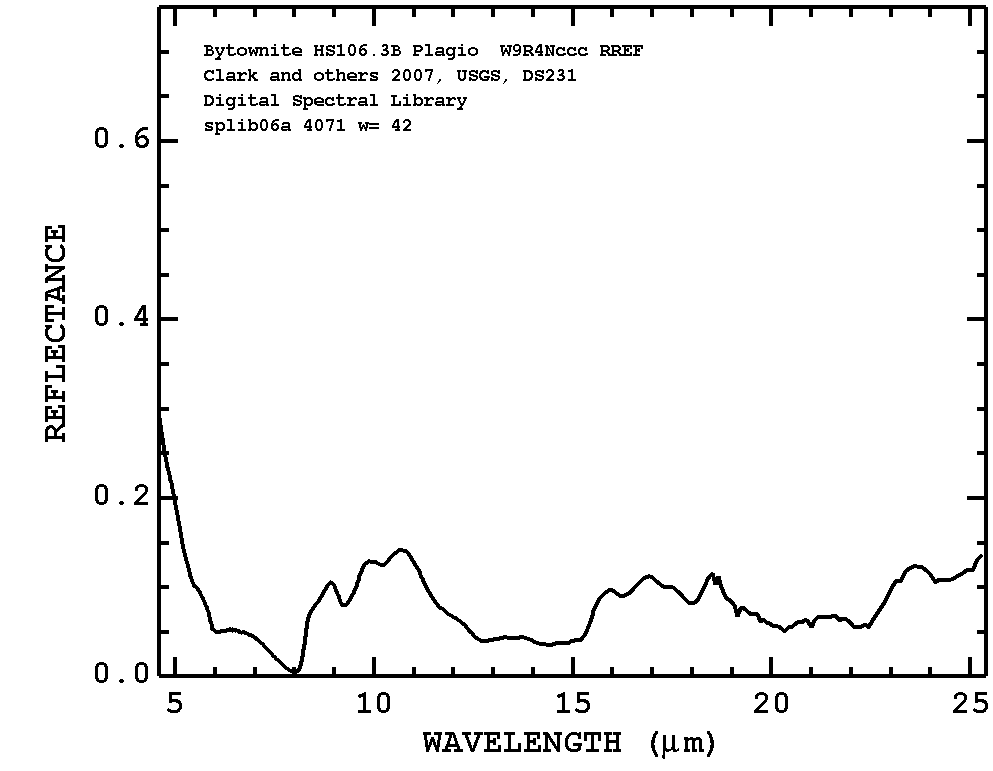 Bytownite HS106.3B Plagio W9R4Nccc RREF
Clark and others 2007, USGS, DS231
Digital Spectral Library
splib06a 4071 w= 42
REFLECTANCE
0.6
0.4
0.2
0.0
5 10 15 20 25
WAVELENGTH (μm)